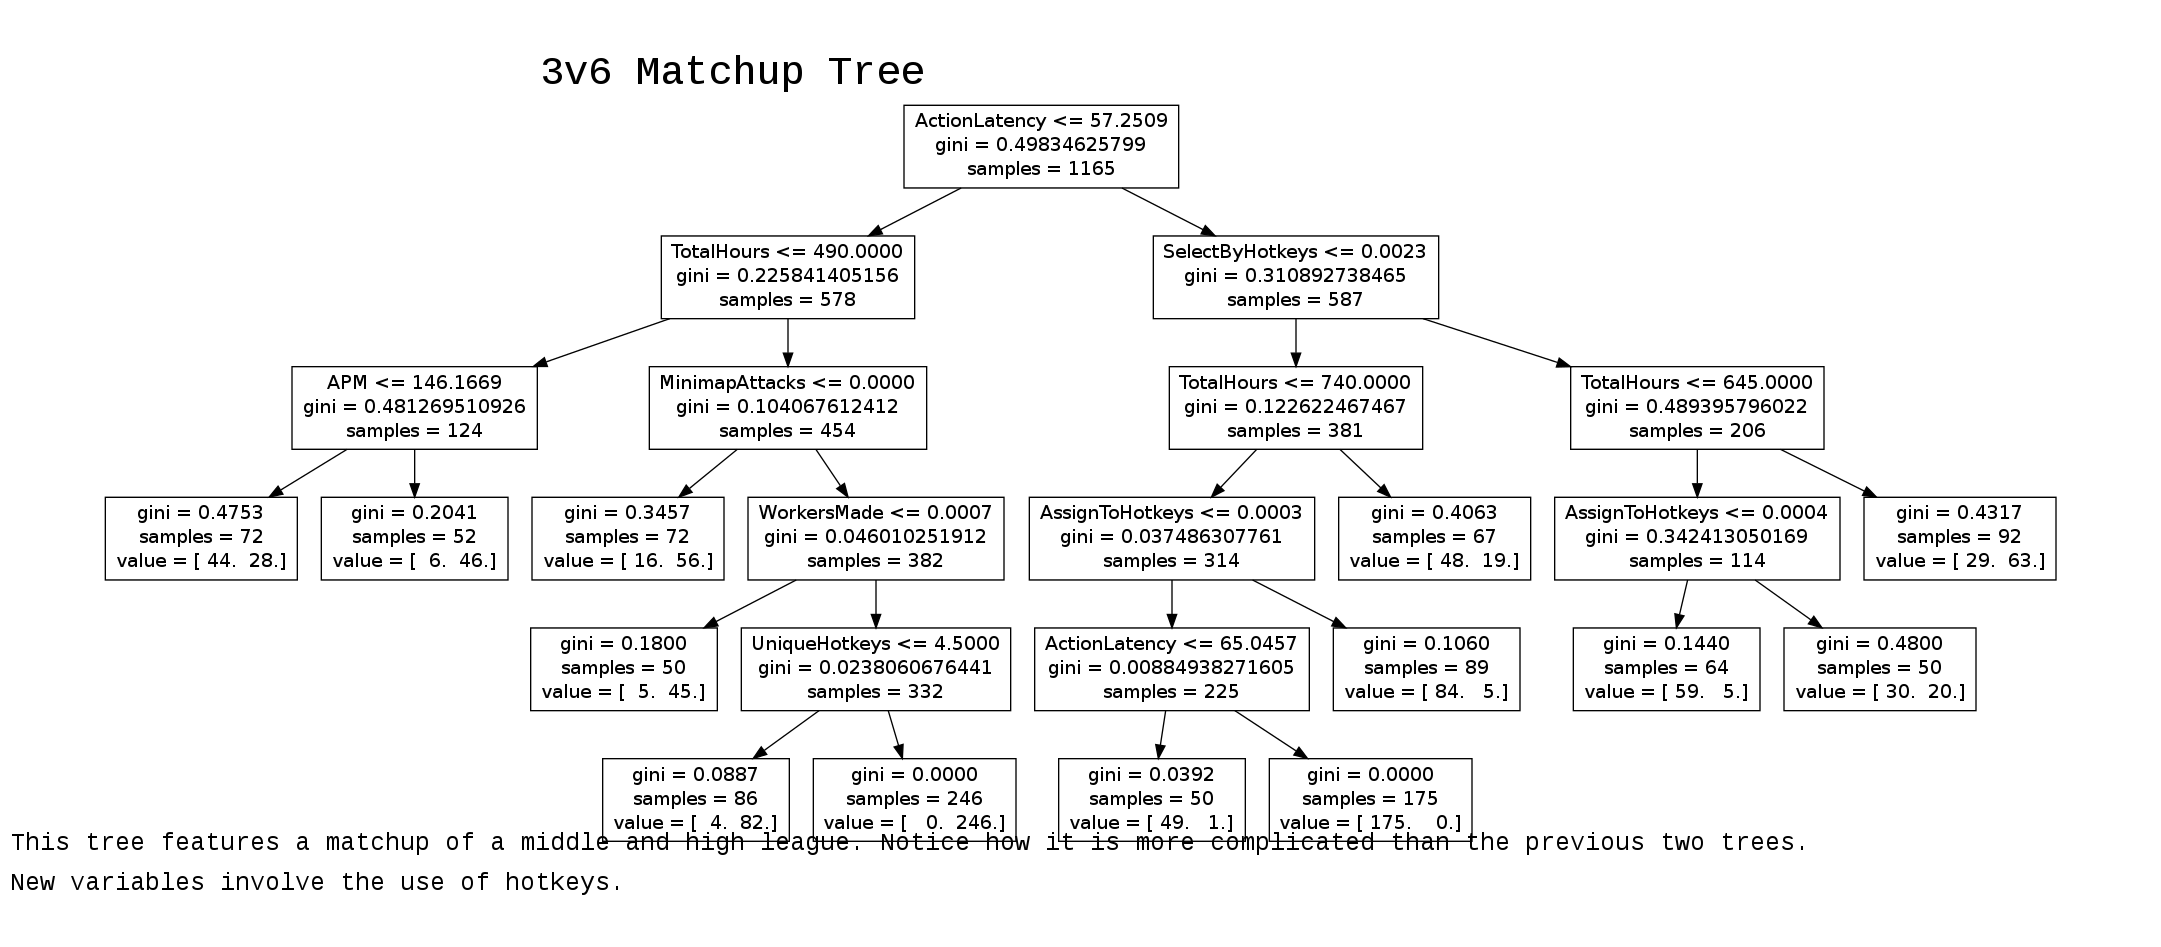 3v6 Matchup Tree
ActionLatency <= 57.2509
gini = 0.49834625799
samples = 1165
TotalHours <= 490.0000
gini = 0.225841405156
samples = 578
SelectByHotkeys <= 0.0023
gini = 0.310892738465
samples = 587
APM <= 146.1669
gini = 0.481269510926
samples = 124
MinimapAttacks <= 0.0000
gini = 0.104067612412
samples = 454
TotalHours <= 740.0000
gini = 0.122622467467
samples = 381
TotalHours <= 645.0000
gini = 0.489395796022
samples = 206
gini = 0.4753
samples = 72
value = [ 44.  28.]
gini = 0.2041
samples = 52
value = [  6.  46.]
gini = 0.3457
samples = 72
value = [ 16.  56.]
WorkersMade <= 0.0007
gini = 0.046010251912
samples = 382
AssignToHotkeys <= 0.0003
gini = 0.037486307761
samples = 314
gini = 0.4063
samples = 67
value = [ 48.  19.]
AssignToHotkeys <= 0.0004
gini = 0.342413050169
samples = 114
gini = 0.4317
samples = 92
value = [ 29.  63.]
gini = 0.1800
samples = 50
value = [  5.  45.]
UniqueHotkeys <= 4.5000
gini = 0.0238060676441
samples = 332
ActionLatency <= 65.0457
gini = 0.00884938271605
samples = 225
gini = 0.1060
samples = 89
value = [ 84.   5.]
gini = 0.1440
samples = 64
value = [ 59.   5.]
gini = 0.4800
samples = 50
value = [ 30.  20.]
gini = 0.0887
samples = 86
value = [  4.  82.]
gini = 0.0000
samples = 246
value = [   0.  246.]
gini = 0.0392
samples = 50
value = [ 49.   1.]
gini = 0.0000
samples = 175
value = [ 175.    0.]
This tree features a matchup of a middle and high league. Notice how it is more complicated than the previous two trees.
New variables involve the use of hotkeys.